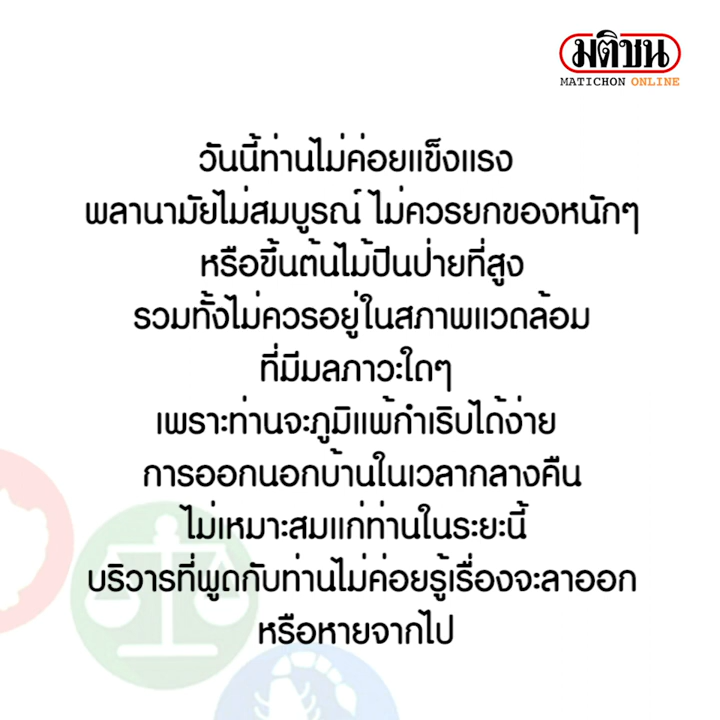 มติชน
MATICHON ONLINE
วันนี้ท่านไม่ค่อยแข็งแรง
พลานามัยไม่สมบูรณ์ ไม่ควรยกของหนักๆ
หรือขึ้นต้นไม้ปีนป่ายที่สูง
รวมทั้งไม่ควรอยู่ในสภาพแวดล้อม
ที่มีมลภาวะใดๆ
เพราะท่านจะภูมิแพ้กำเริบได้ง่าย
การออกนอกบ้านในเวลากลางคืน
ไม่เหมาะสมแก่ท่านในระยะนี้
บริวารที่พูดกับท่านไม่ค่อยรู้เรื่องจะลาออก
หรือหายจากไป